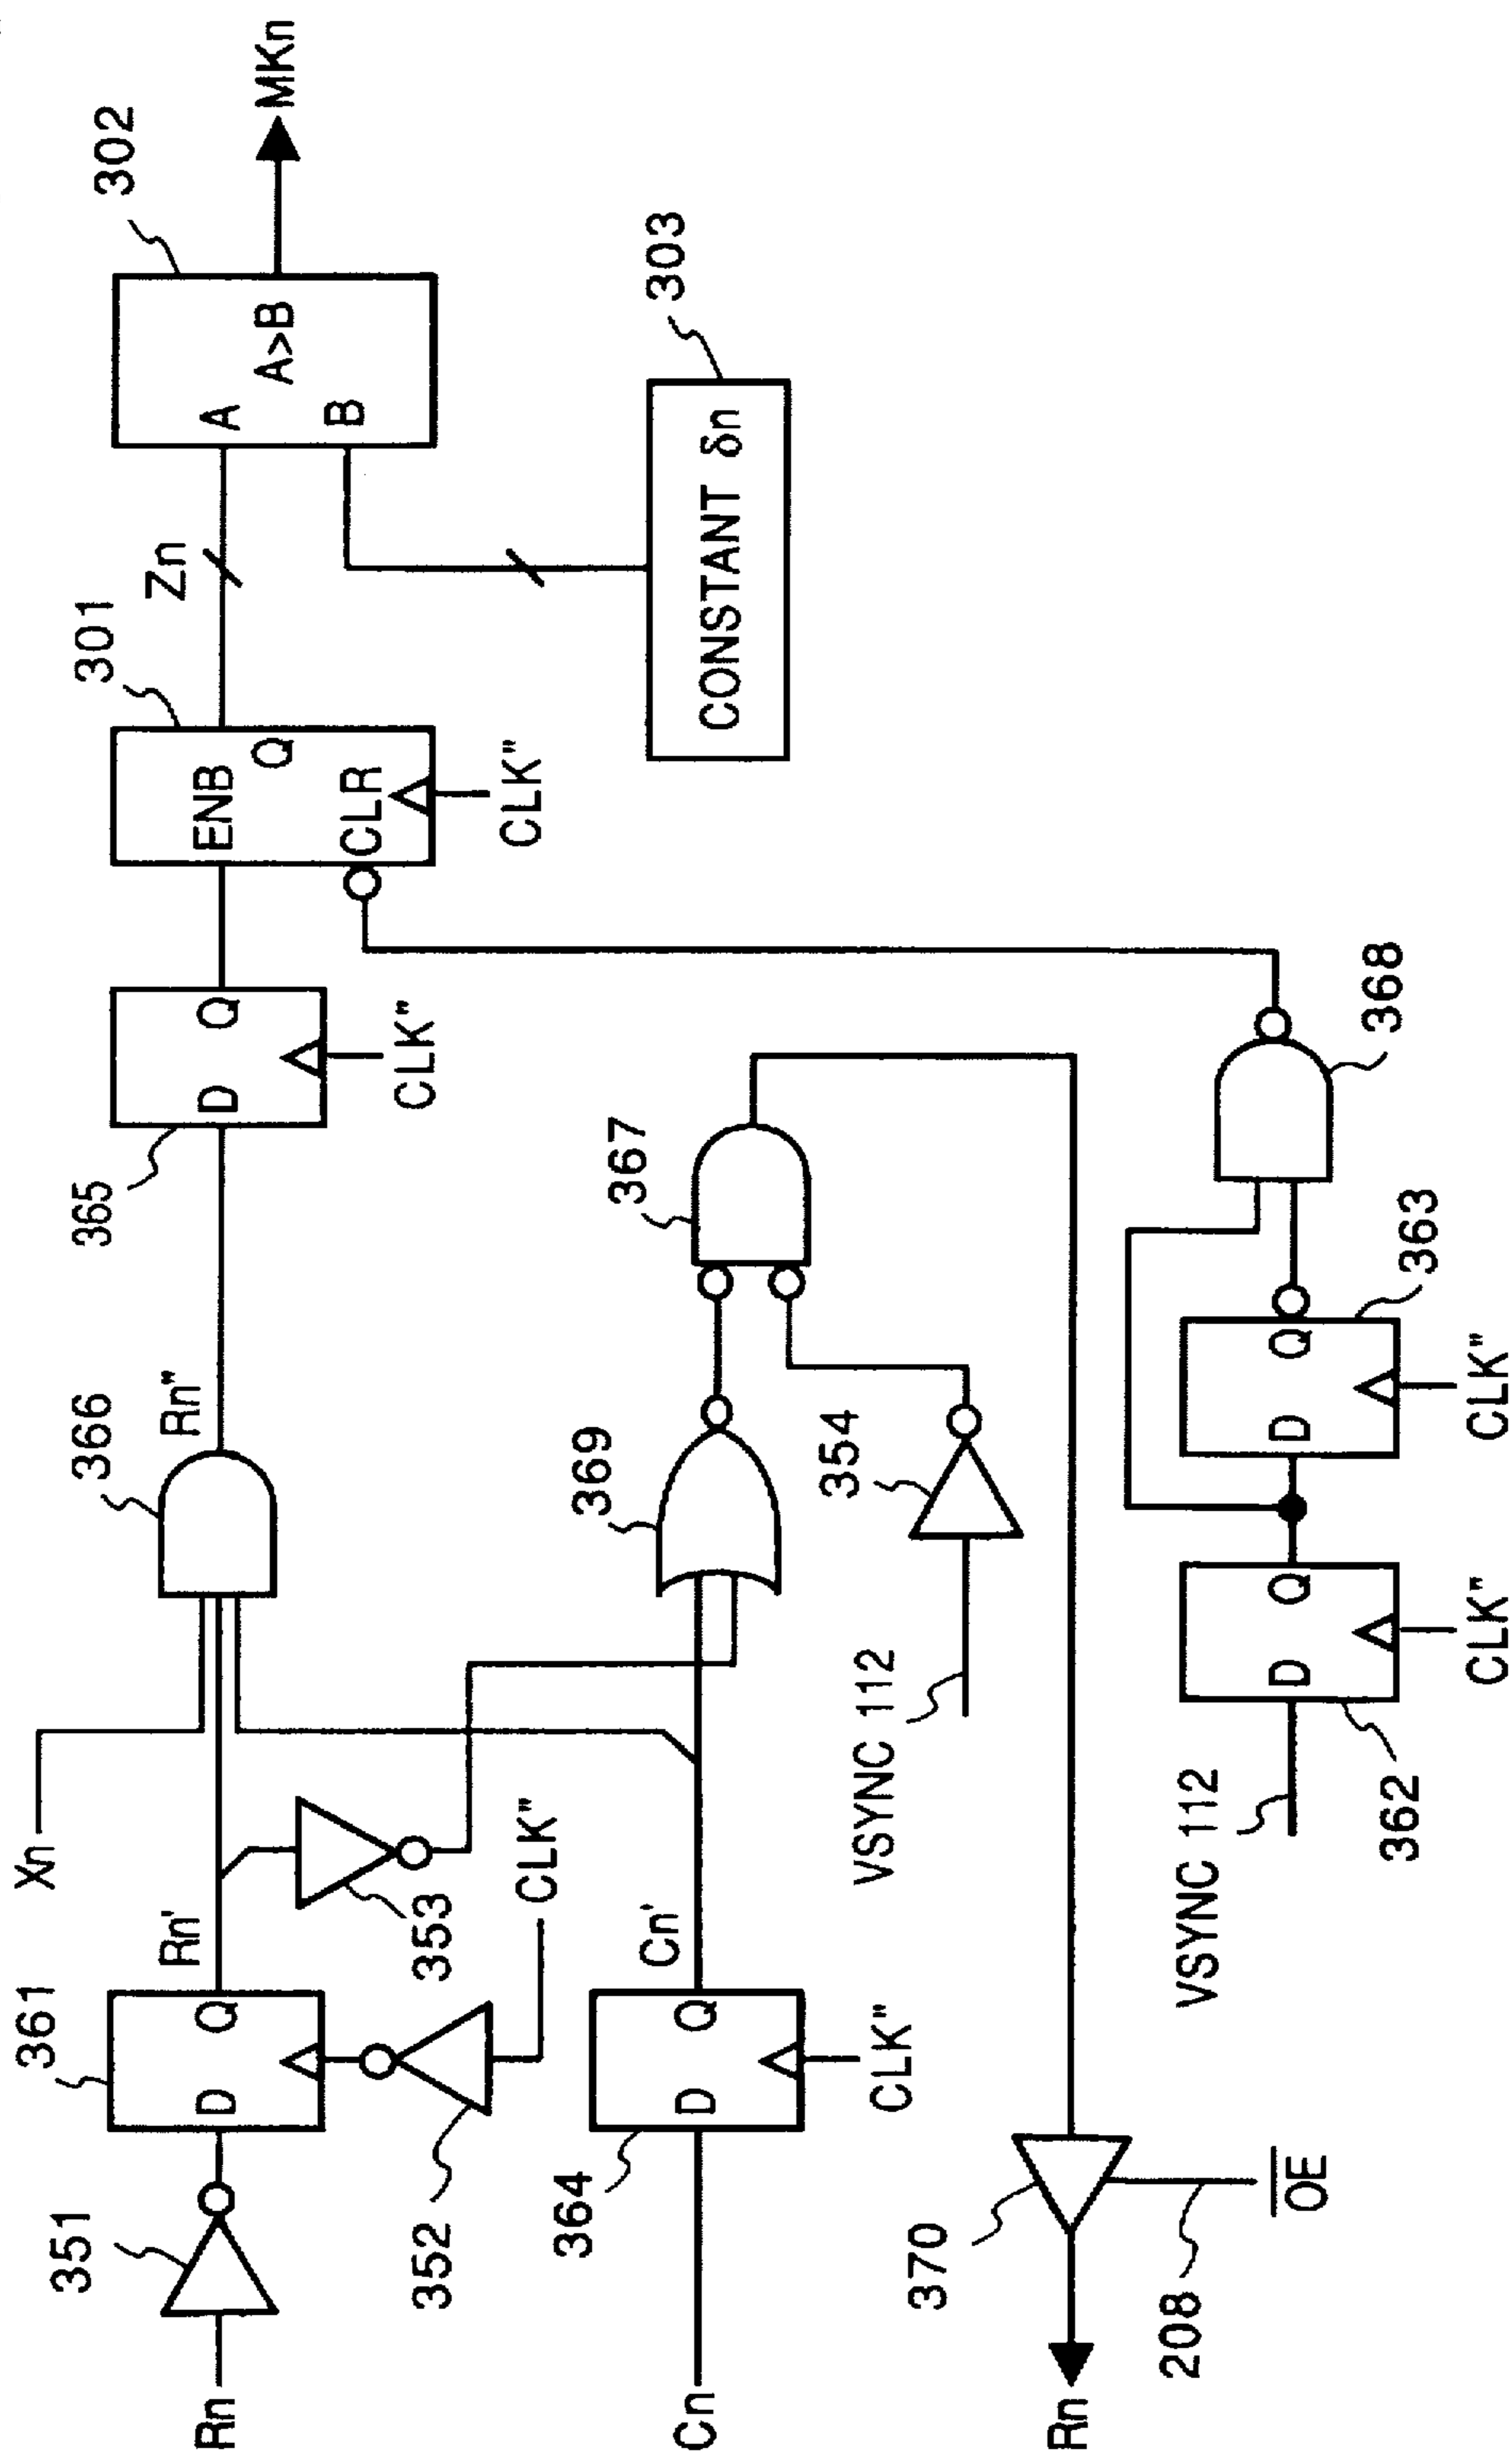 Rn
351
D Q
361
Rn'
352
CLK"
353
Xn
366
Rn"'
365
D Q
CLK"
301
ENB
Q
CLR
CLK"
Zn
302
A
A>B
B
MKn
303
CONSTANT δn
Cn
364
D Q
CLK"
Cn'
369
367
VSYNC 112
354
Rn
370
208
OE
VSYNC 112
362
D Q
CLK"
363
D Q
CLK"
368